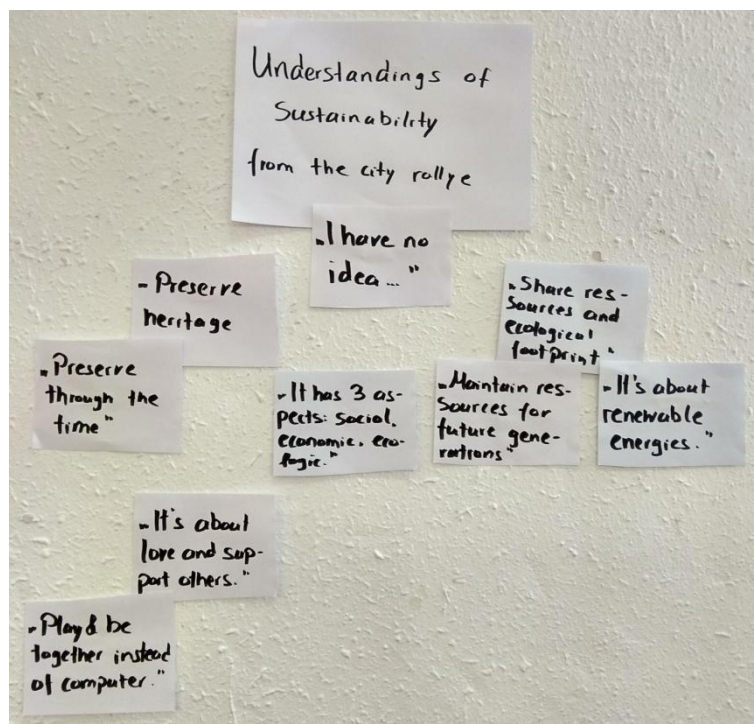 Understandings of
Sustainability
from the city rallye
„I have no
idea..."
- Preserve
heritage
„Share res-
sources and
ecological
footprint"
„Preserve
through the
time"
„It has 3 as-
pects: social,
economic, eco-
logic."
„Maintain res-
sources for
future gene-
rations"
„It's about
renewable
energies."
„It's about
love and sup-
port others."
„Play & be
together instead
of computer."